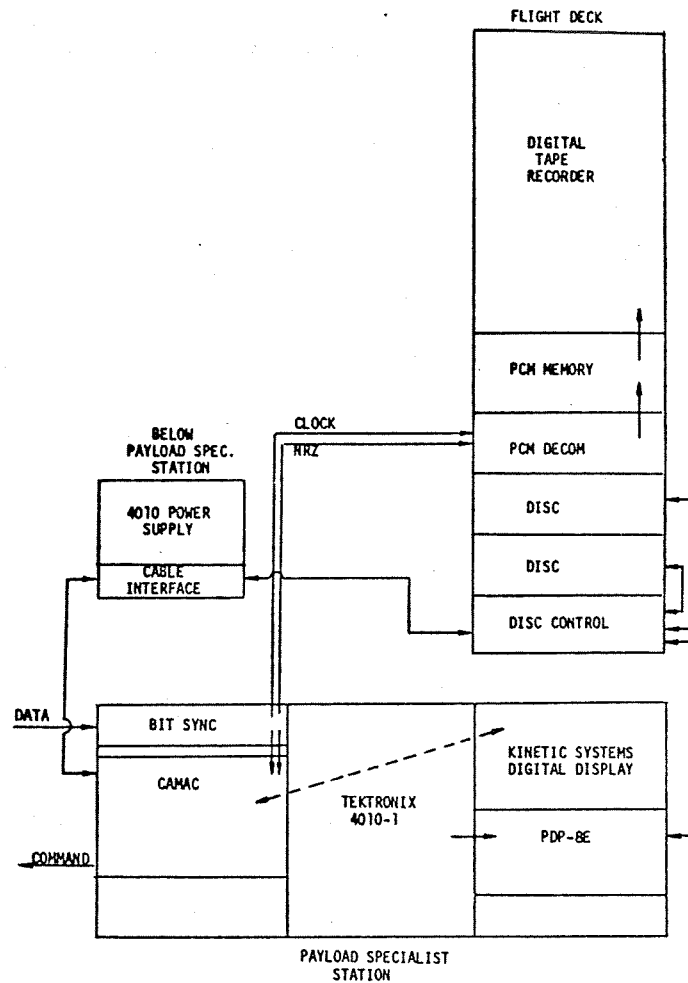 FLIGHT DECK
DIGITAL
TAPE
RECORDER
PCM MEMORY
CLOCK
NRZ
PCM DECOM
BELOW
PAYLOAD SPEC.
STATION
4010 POWER
SUPPLY
CABLE
INTERFACE
DISC
DISC
DISC CONTROL
DATA
BIT SYNC
CAMAC
COMMAND
TEKTRONIX
4010-1
KINETIC SYSTEMS
DIGITAL DISPLAY
PDP-8E
PAYLOAD SPECIALIST
STATION